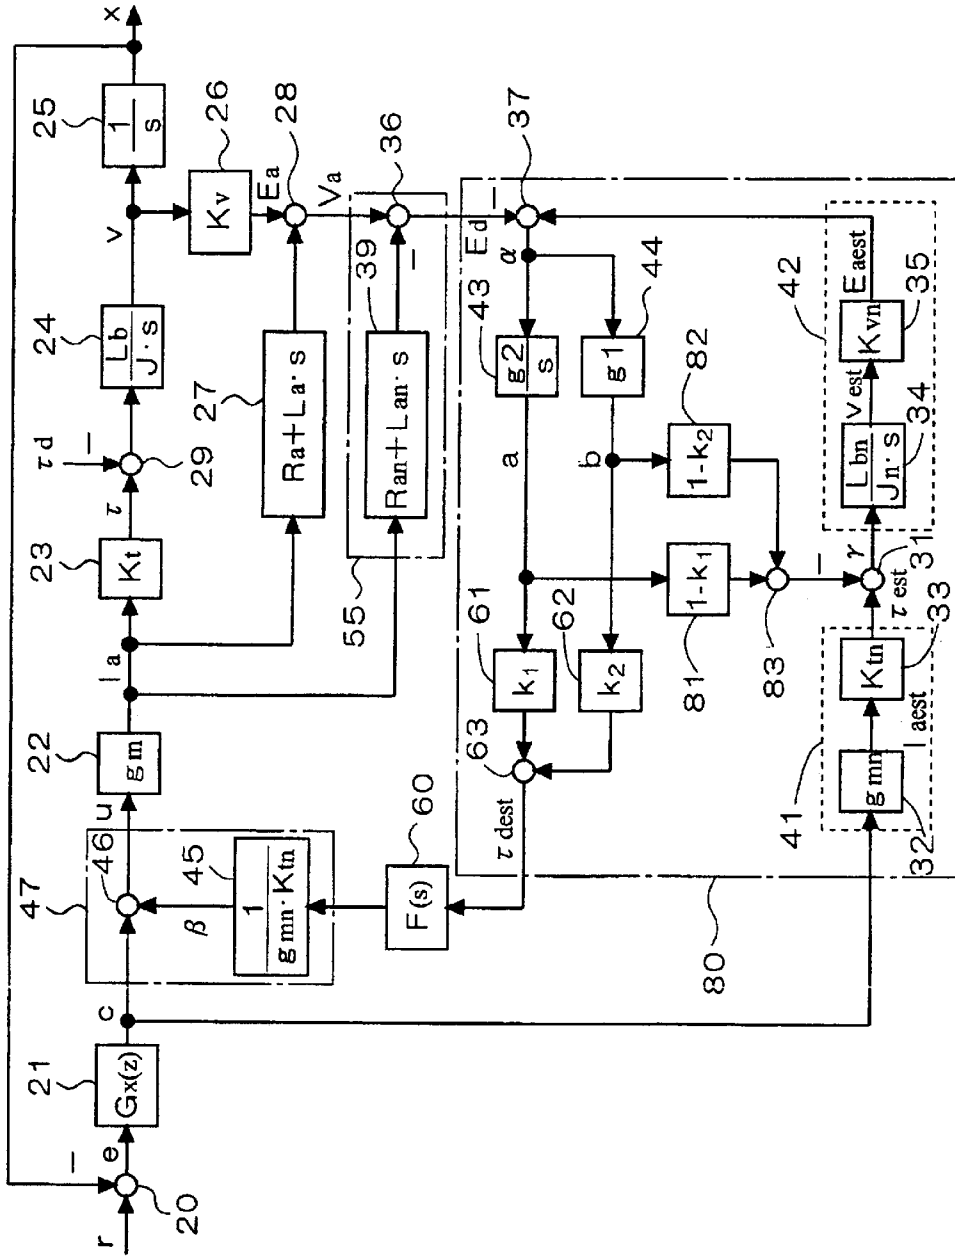 r
20
e
21
Gx(z)
c
47
46
u
45
1
gmn·Ktn
β
22
gm
Ia
23
Kt
τ
τd
−
29
24
Lb
J·s
v
25
1
s
x
−
26
Kv
Ea
28
Va
27
Ra+La·s
39
Ran+Lan·s
55
−
36
60
F(s)
τdest
Ed
−
37
α
43
g2
s
44
g1
a
b
61
k1
62
k2
63
81
1-k1
82
1-k2
83
−
80
41
32
gmn
Iaest
33
Ktn
τest
31
γ
42
34
Lbn
Jn·s
vest
35
Kvn
Eaest